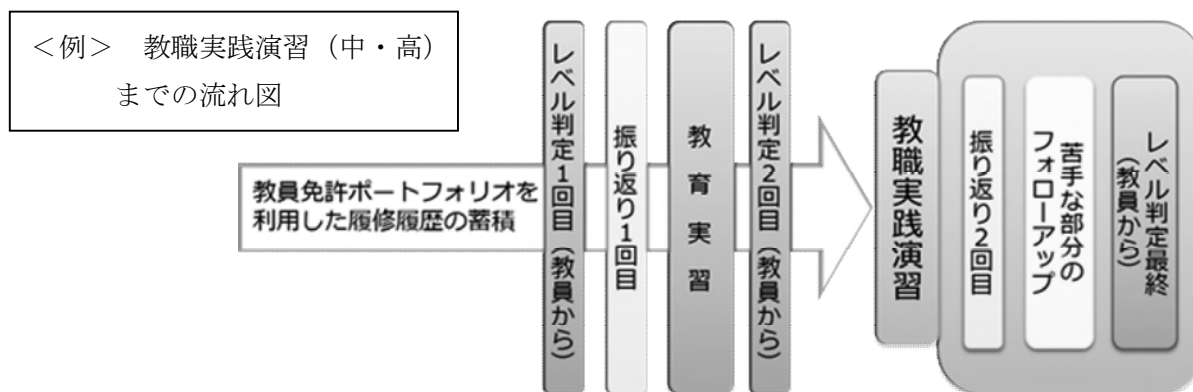 ＜例＞　教職実践演習（中・高）
までの流れ図
教員免許ポートフォリオを
利用した履修履歴の蓄積
レベル判定1回目（教員から）
振り返り1回目
教育実習
レベル判定2回目（教員から）
教職実践演習
振り返り2回目
苦手な部分の
フォローアップ
レベル判定最終
（教員から）